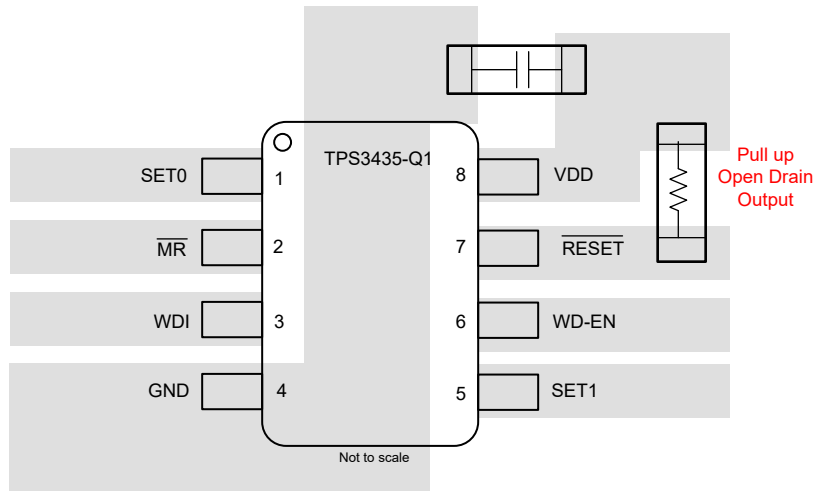 TPS3435-Q1
SET0
1
8
VDD
Pull up
Open Drain
Output
MR
2
7
RESET
WDI
3
6
WD-EN
GND
4
5
SET1
Not to scale